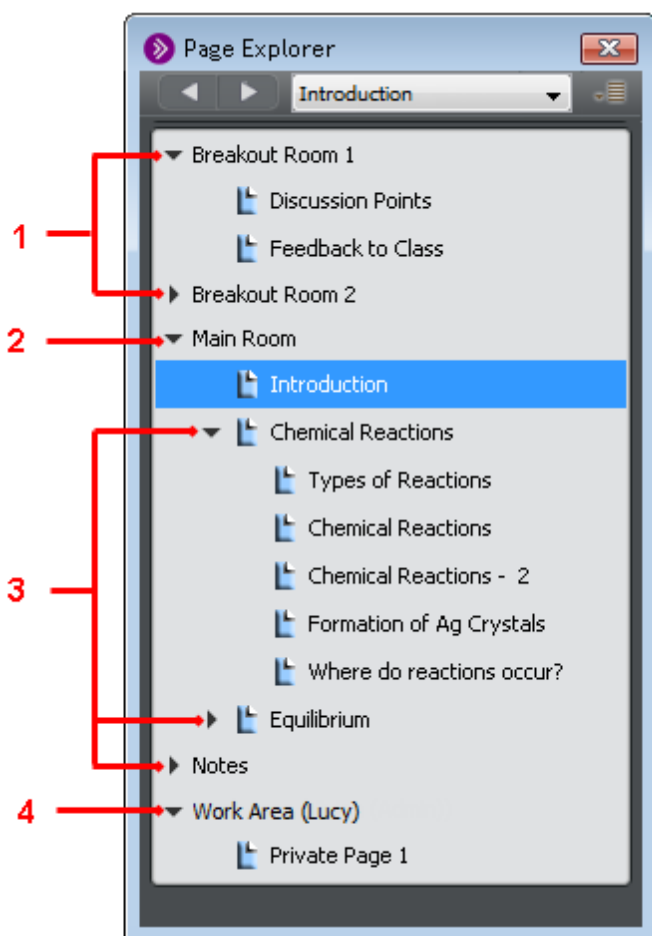 Page Explorer
Introduction
Breakout Room 1
Discussion Points
1
Feedback to Class
Breakout Room 2
2
Main Room
Introduction
Chemical Reactions
Types of Reactions
Chemical Reactions
Chemical Reactions - 2
3
Formation of Ag Crystals
Where do reactions occur?
Equilibrium
Notes
4
Work Area (Lucy)
Private Page 1